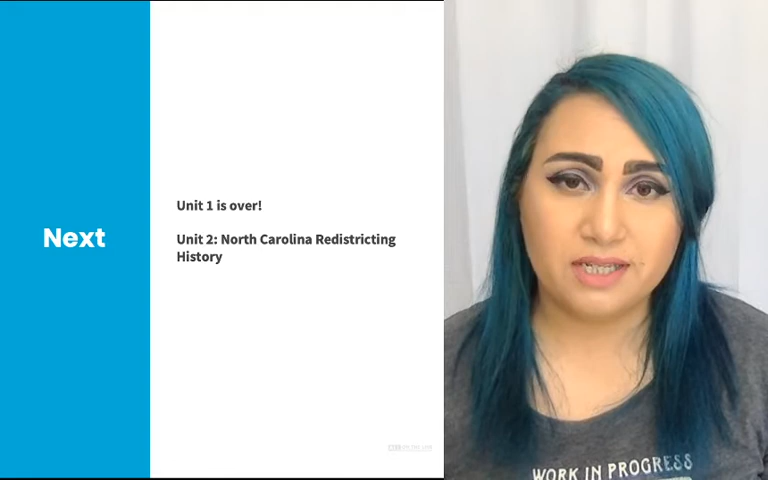 Next
Unit 1 is over!
Unit 2: North Carolina Redistricting
History
WORK IN PROGRESS